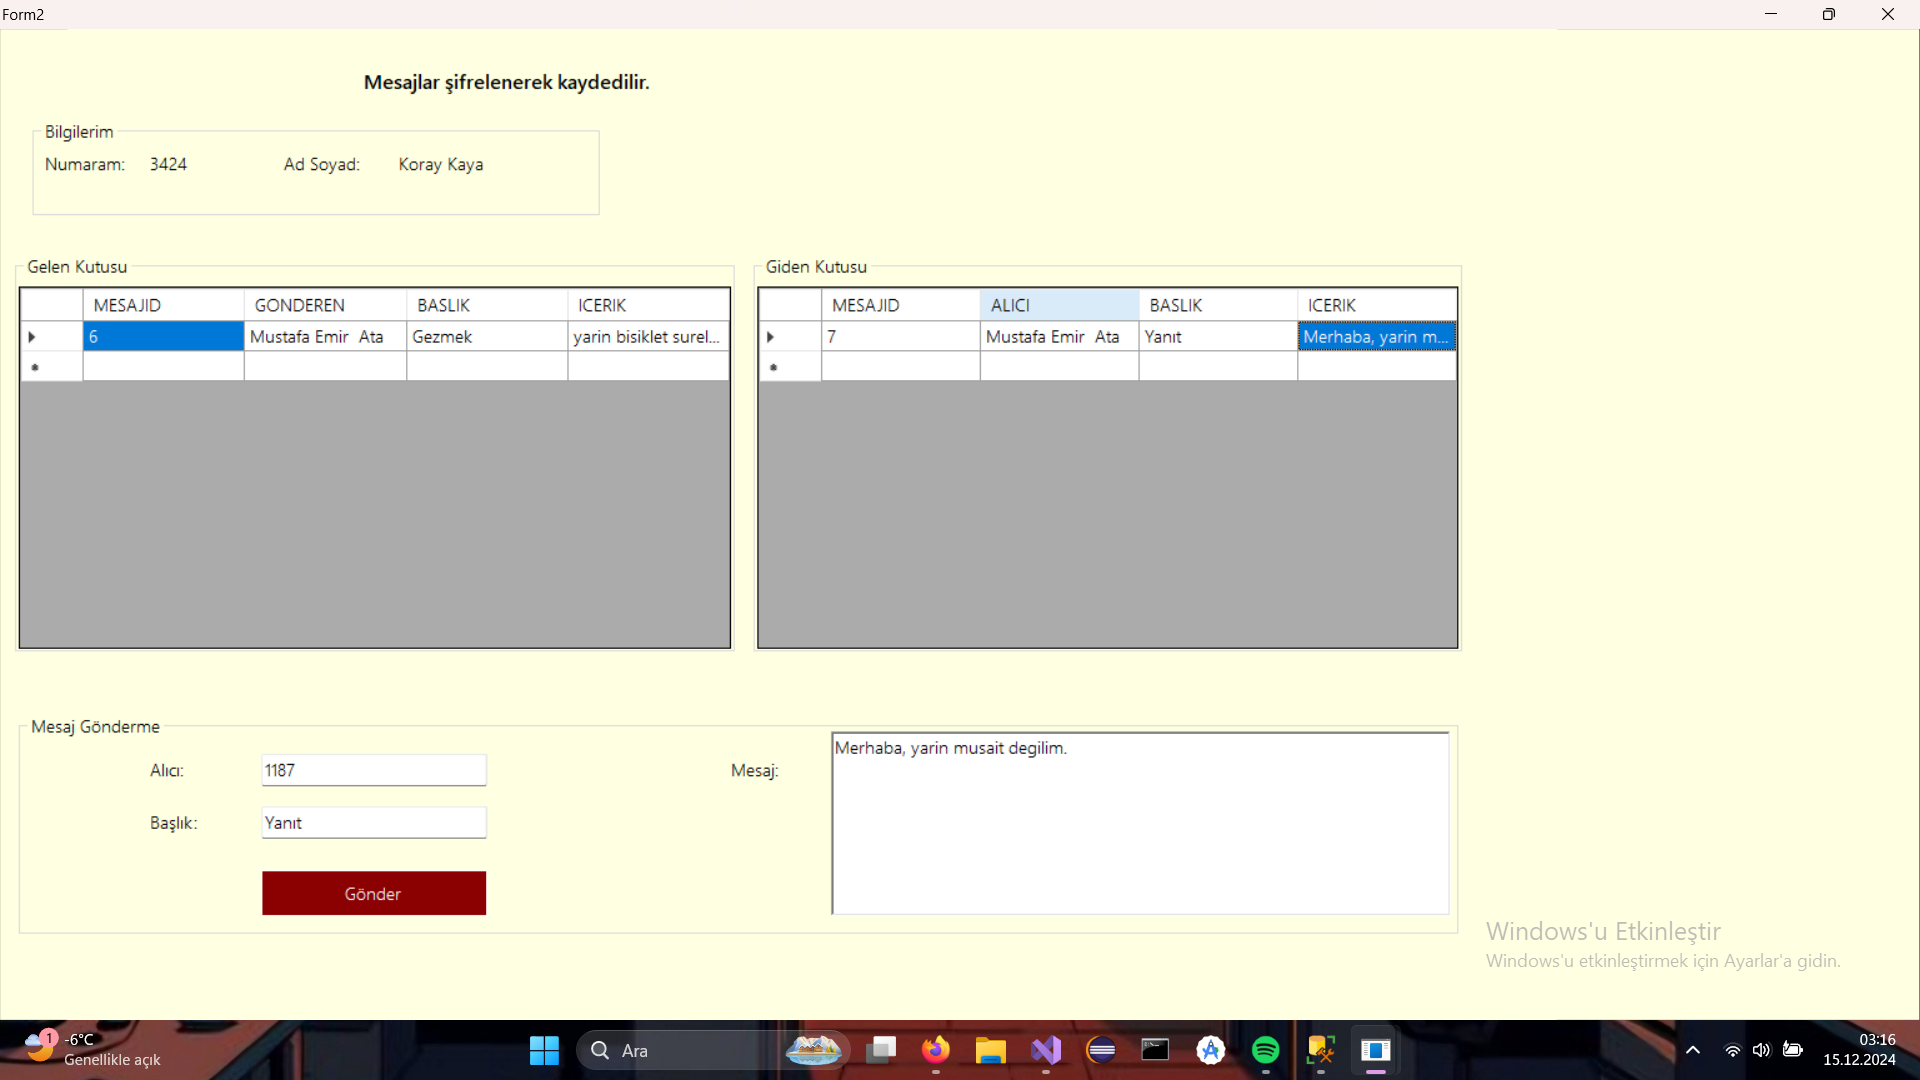 Form2
Mesajlar şifrelenerek kaydedilir.
Bilgilerim
Numaram: 3424 Ad Soyad: Koray Kaya
Gelen Kutusu
MESAJID GONDEREN BASLIK ICERIK
6 Mustafa Emir Ata Gezmek yarin bisiklet surel...
Giden Kutusu
MESAJID ALICI BASLIK ICERIK
7 Mustafa Emir Ata Yanıt Merhaba, yarin m...
Mesaj Gönderme
Alıcı: 1187
Başlık: Yanıt
Gönder
Mesaj: Merhaba, yarin musait degilim.
Windows'u Etkinleştir
Windows'u etkinleştirmek için Ayarlar'a gidin.
1
-6°C
Genellikle açık
Ara
03:16
15.12.2024